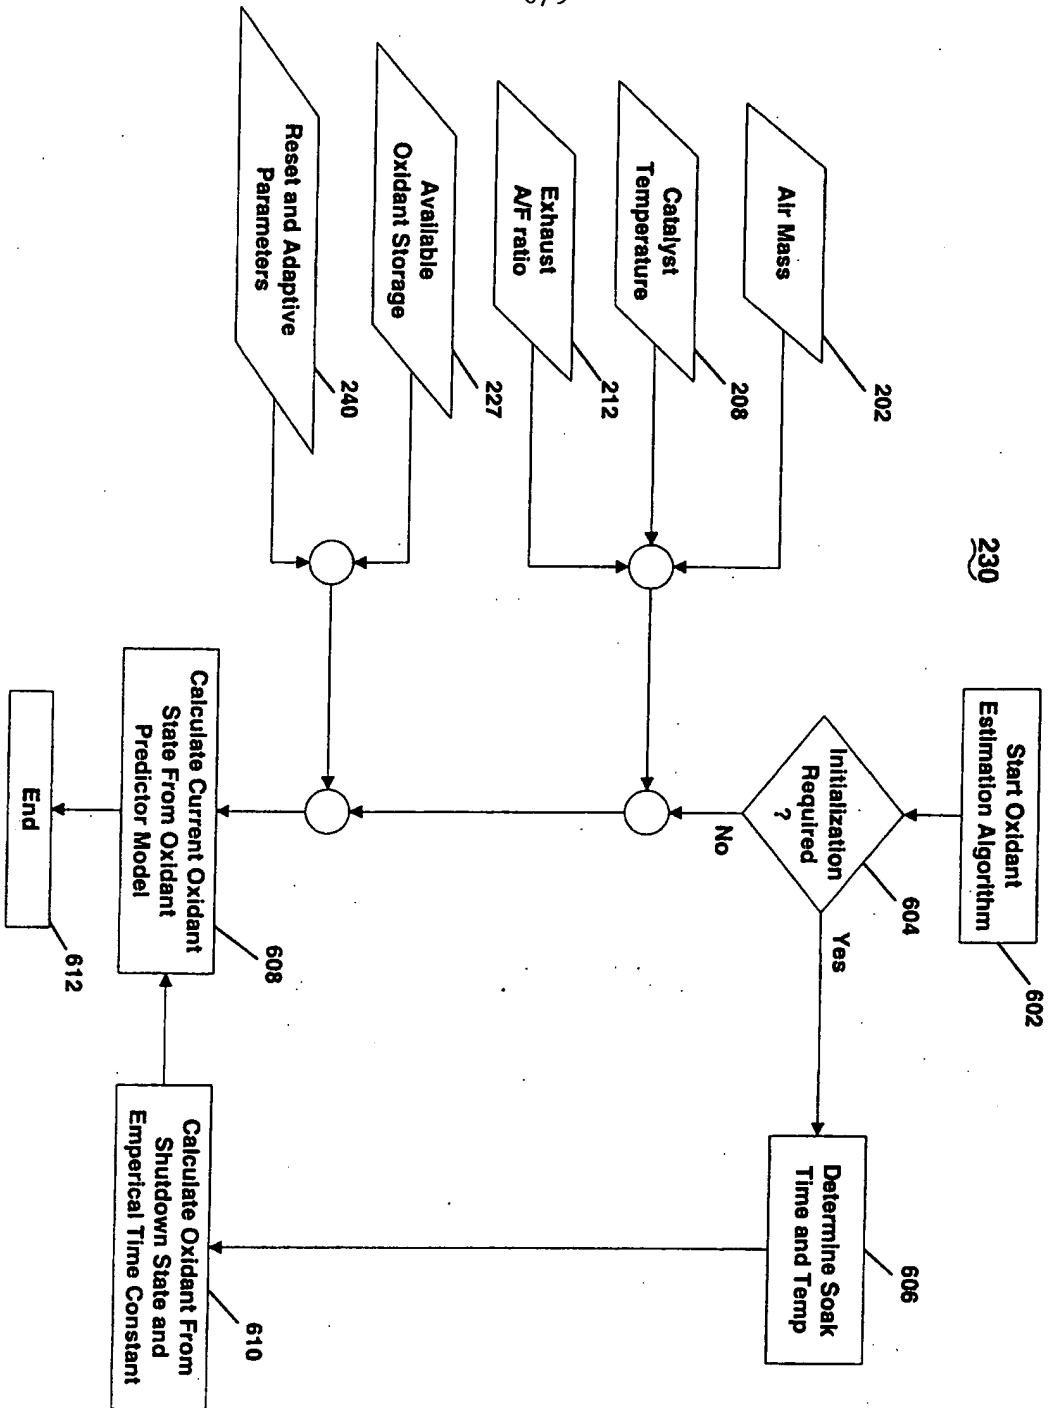 230
Start Oxidant
Estimation Algorithm
602
Initialization
Required
?
604
Yes
No
Determine Soak
Time and Temp
606
Air Mass
202
Catalyst
Temperature
208
Exhaust
A/F ratio
212
Available
Oxidant Storage
227
Reset and Adaptive
Parameters
240
Calculate Current Oxidant
State From Oxidant
Predictor Model
608
Calculate Oxidant From
Shutdown State and
Emperical Time Constant
610
End
612